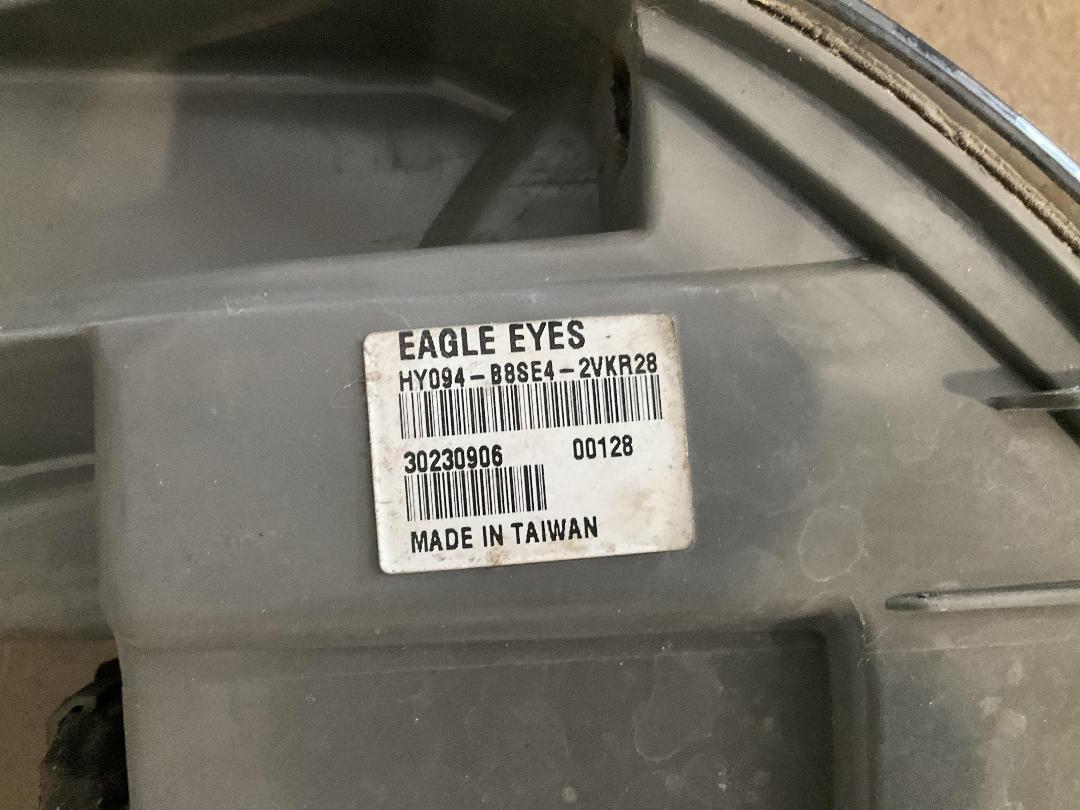 EAGLE EYES
HY094-B8SE4-2VKR28
30230906 00128
MADE IN TAIWAN